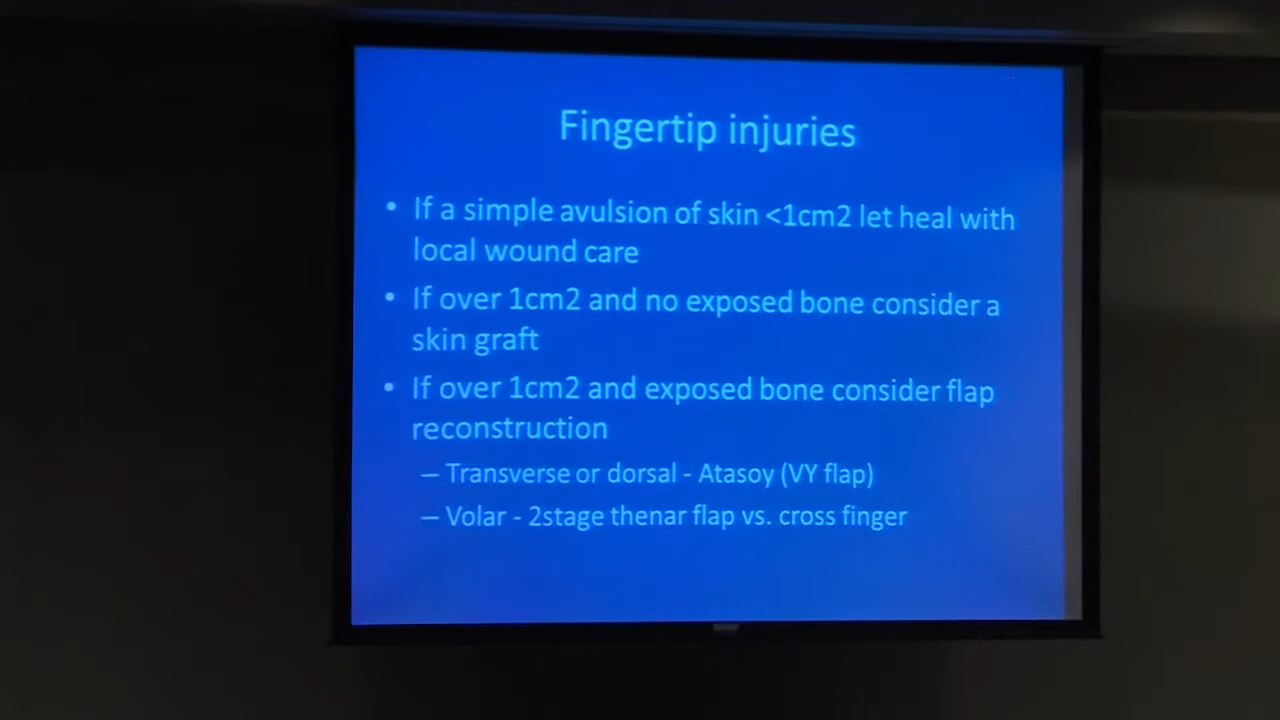 Fingertip injuries
• If a simple avulsion of skin <1cm2 let heal with
local wound care
• If over 1cm2 and no exposed bone consider a
skin graft
• If over 1cm2 and exposed bone consider flap
reconstruction
– Transverse or dorsal - Atasoy (VY flap)
– Volar - 2stage thenar flap vs. cross finger